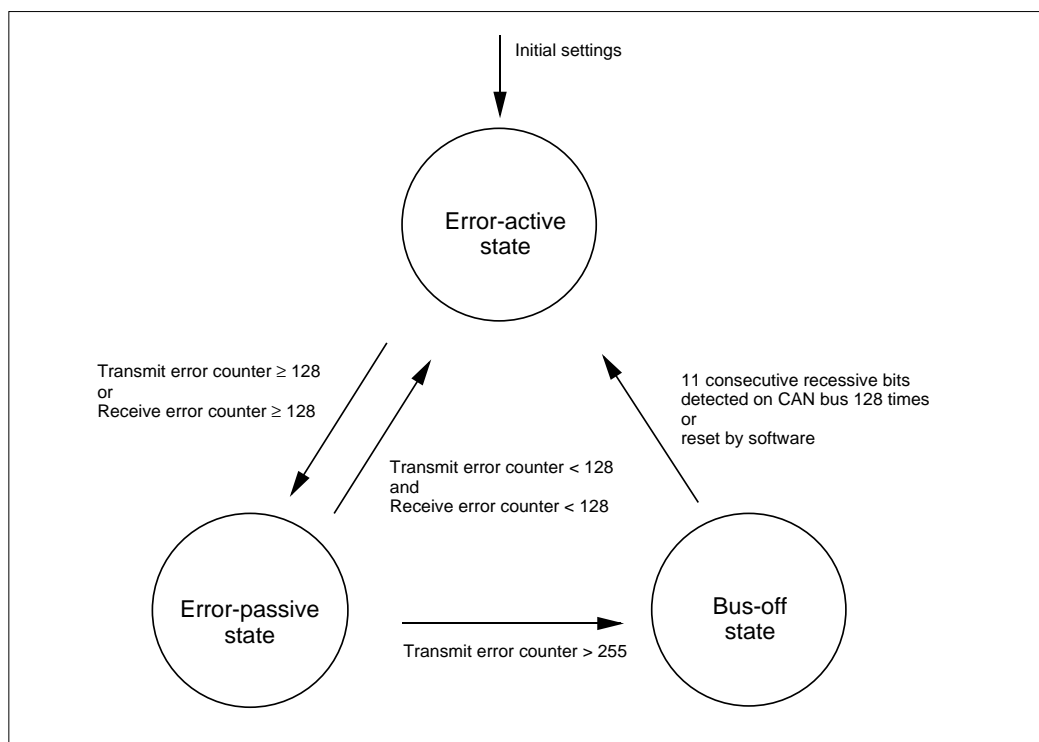 Initial settings
Error-active
state
Transmit error counter ≥ 128
or
Receive error counter ≥ 128
11 consecutive recessive bits
detected on CAN bus 128 times
or
reset by software
Transmit error counter < 128
and
Receive error counter < 128
Error-passive
state
Transmit error counter > 255
Bus-off
state